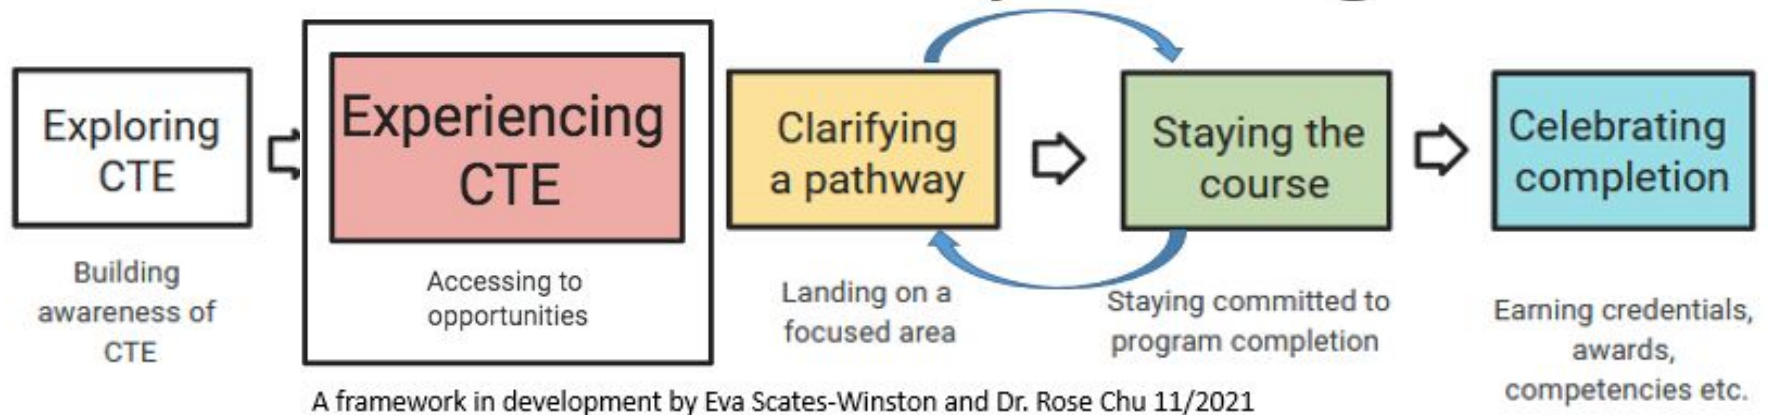 Exploring
CTE
Building
awareness of
CTE
Experiencing
CTE
Accessing to
opportunities
Clarifying
a pathway
Landing on a
focused area
Staying the
course
Staying committed to
program completion
Celebrating
completion
Earning credentials,
awards,
competencies etc.
A framework in development by Eva Scates-Winston and Dr. Rose Chu 11/2021